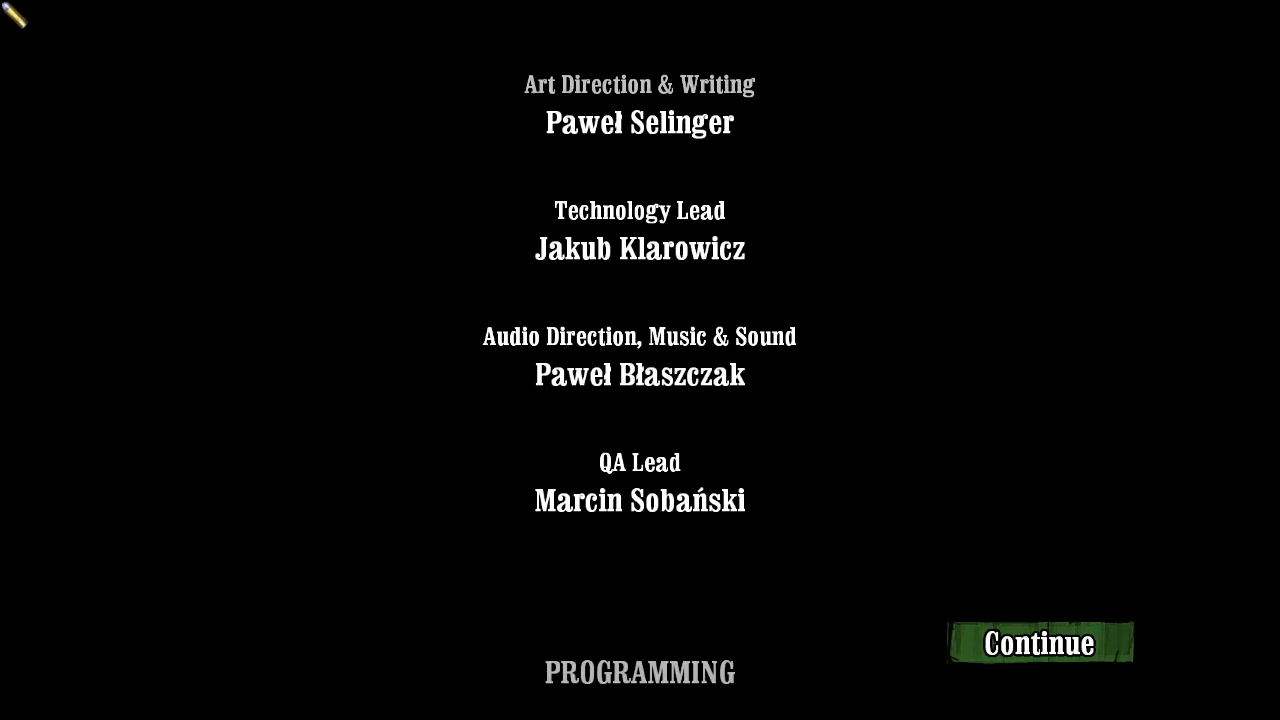 Art Direction & Writing
Paweł Selinger
Technology Lead
Jakub Klarowicz
Audio Direction, Music & Sound
Paweł Błaszczak
QA Lead
Marcin Sobański
Continue
PROGRAMMING